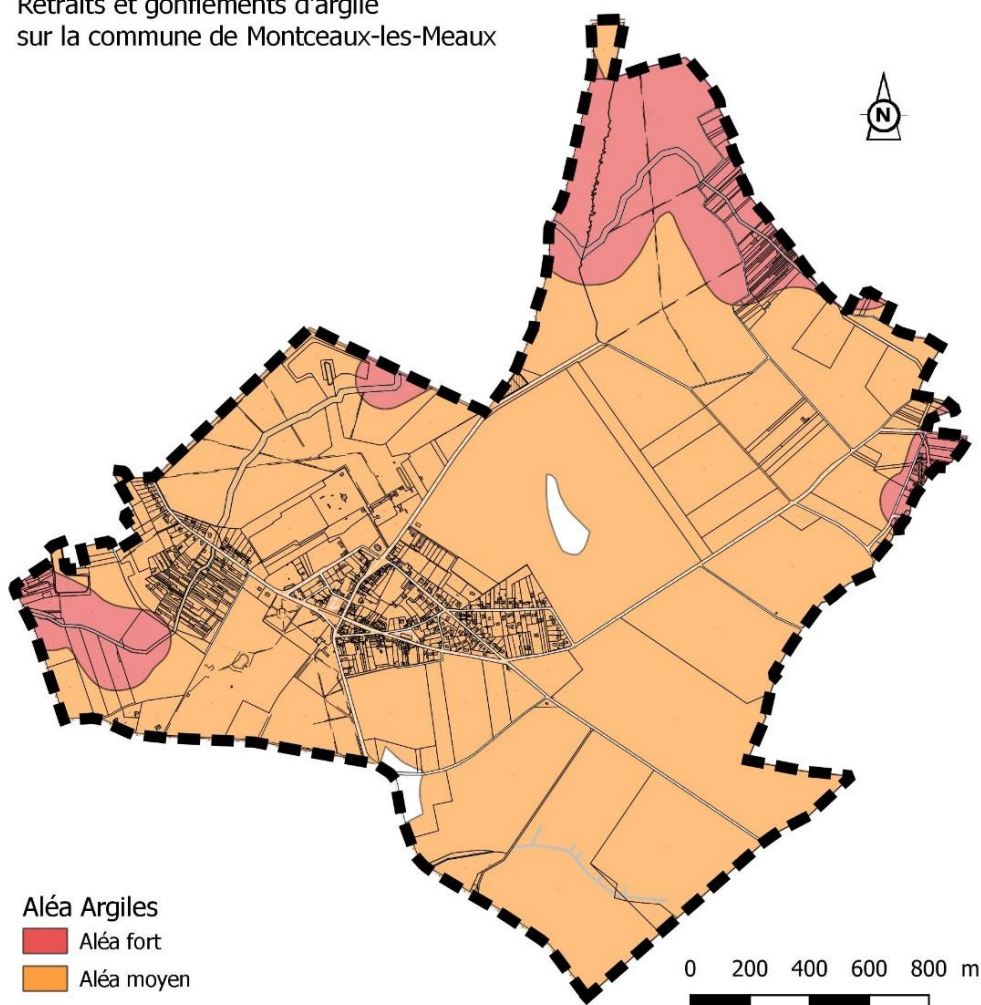 Retraits et gonflements d'argile
sur la commune de Montceaux-les-Meaux
N
Aléa Argiles
Aléa fort
Aléa moyen
0 200 400 600 800 m